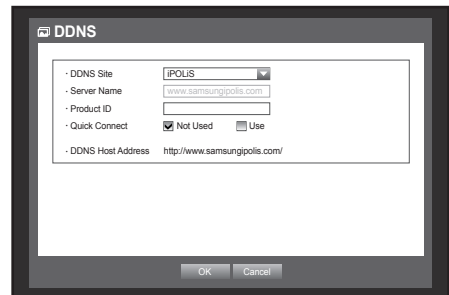 DDNS
· DDNS Site iPOLiS
· Server Name www.samsungipolis.com
· Product ID
· Quick Connect Not Used Use
· DDNS Host Address http://www.samsungipolis.com/
OK Cancel